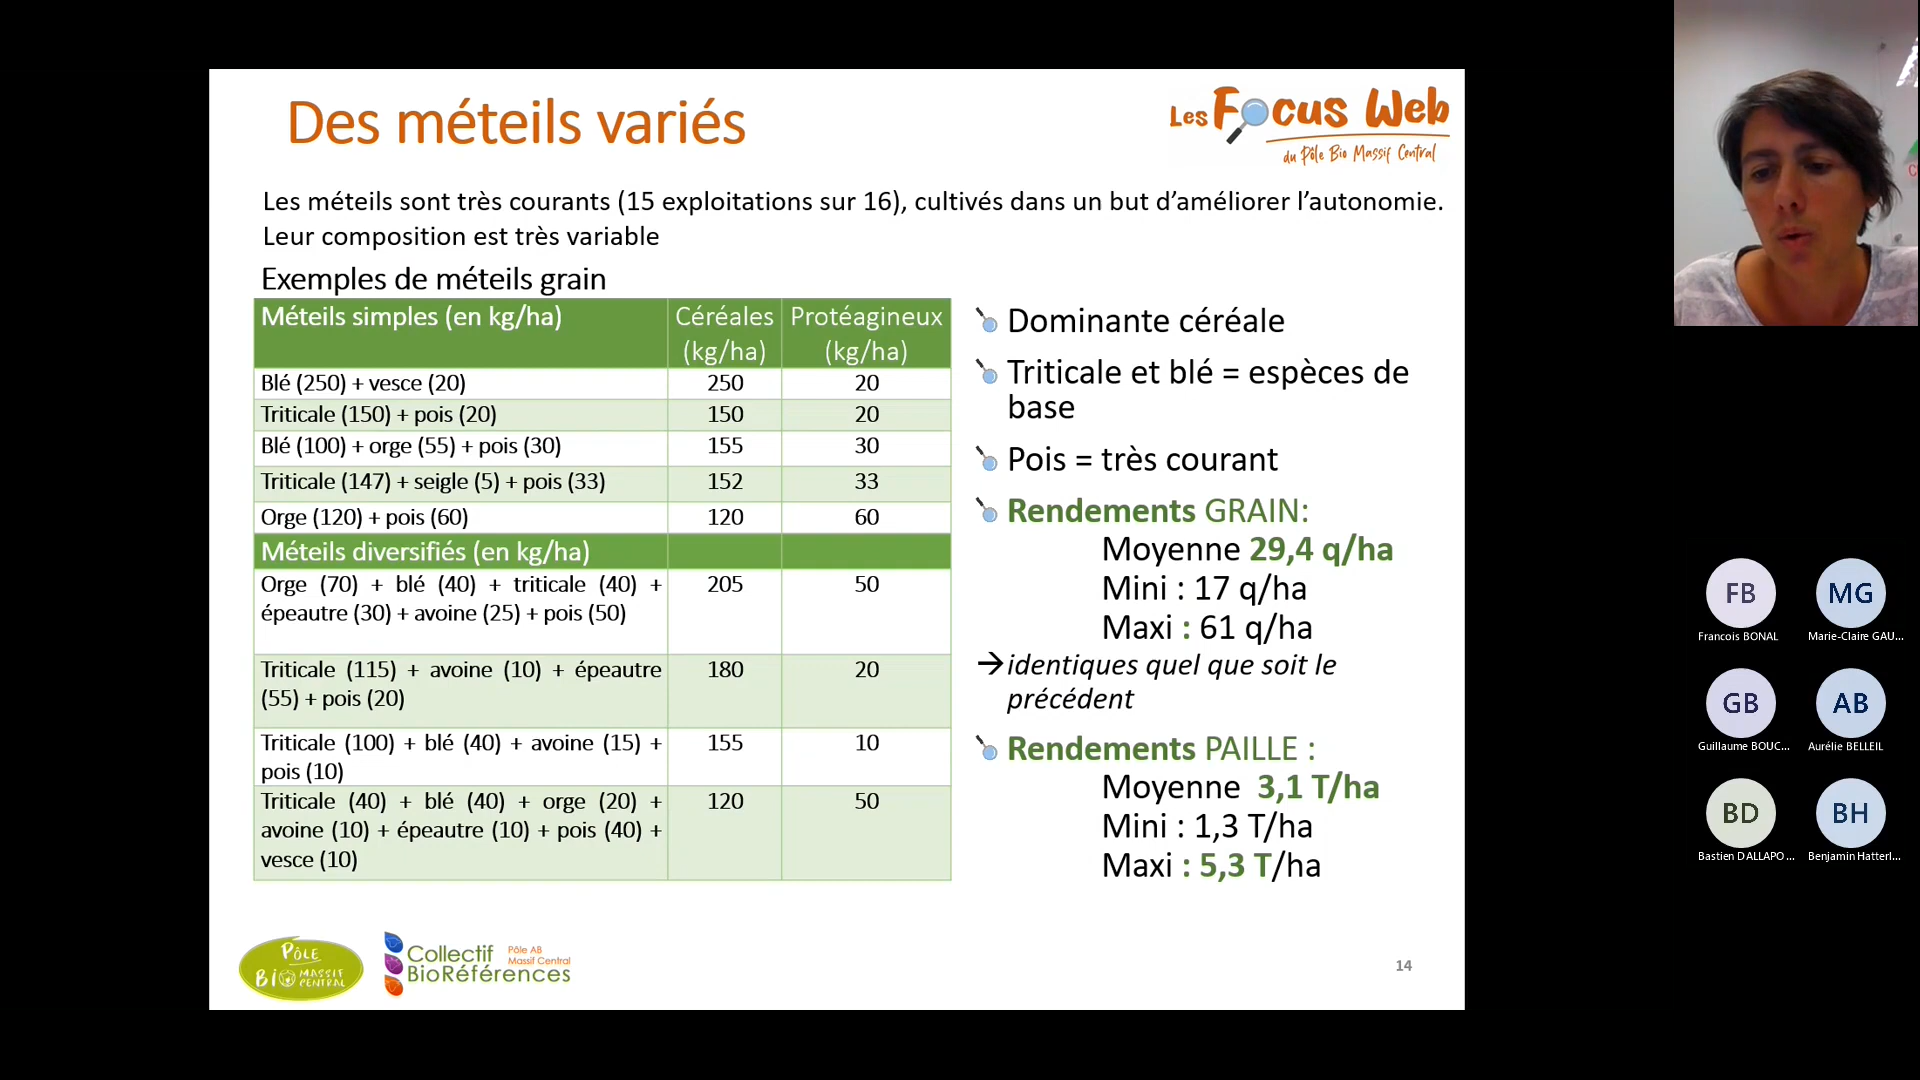 Des méteils variés
Les Focus Web
du Pôle Bio Massif Central
Les méteils sont très courants (15 exploitations sur 16), cultivés dans un but d’améliorer l’autonomie.
Leur composition est très variable
Exemples de méteils grain
Méteils simples (en kg/ha) Céréales (kg/ha) Protéagineux (kg/ha)
Blé (250) + vesce (20) 250 20
Triticale (150) + pois (20) 150 20
Blé (100) + orge (55) + pois (30) 155 30
Triticale (147) + seigle (5) + pois (33) 152 33
Orge (120) + pois (60) 120 60
Méteils diversifiés (en kg/ha)
Orge (70) + blé (40) + triticale (40) + 205 50
épeautre (30) + avoine (25) + pois (50)
Triticale (115) + avoine (10) + épeautre 180 20
(55) + pois (20)
Triticale (100) + blé (40) + avoine (15) + 155 10
pois (10)
Triticale (40) + blé (40) + orge (20) + 120 50
avoine (10) + épeautre (10) + pois (40) +
vesce (10)
Dominante céréale
Triticale et blé = espèces de
base
Pois = très courant
Rendements GRAIN:
Moyenne 29,4 q/ha
Mini : 17 q/ha
Maxi : 61 q/ha
→identiques quel que soit le
précédent
Rendements PAILLE :
Moyenne 3,1 T/ha
Mini : 1,3 T/ha
Maxi : 5,3 T/ha
PÔLE
BIO MASSIF CENTRAL
Collectif
BioRéférences
Pôle AB
Massif Central
14
FB
Francois BONAL
MG
Marie-Claire GAU...
GB
Guillaume BOUC...
AB
Aurélie BELLEIL
BD
Bastien DALLAPO...
BH
Benjamin Hatterl...